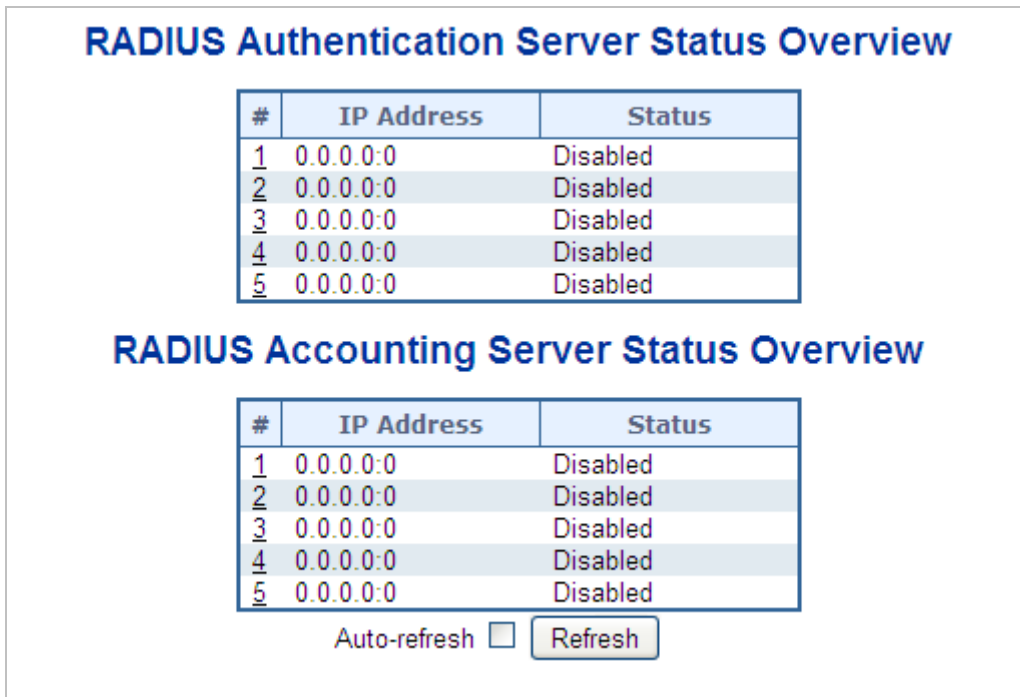 RADIUS Authentication Server Status Overview
# IP Address Status
1 0.0.0.0:0 Disabled
2 0.0.0.0:0 Disabled
3 0.0.0.0:0 Disabled
4 0.0.0.0:0 Disabled
5 0.0.0.0:0 Disabled
RADIUS Accounting Server Status Overview
# IP Address Status
1 0.0.0.0:0 Disabled
2 0.0.0.0:0 Disabled
3 0.0.0.0:0 Disabled
4 0.0.0.0:0 Disabled
5 0.0.0.0:0 Disabled
Auto-refresh Refresh